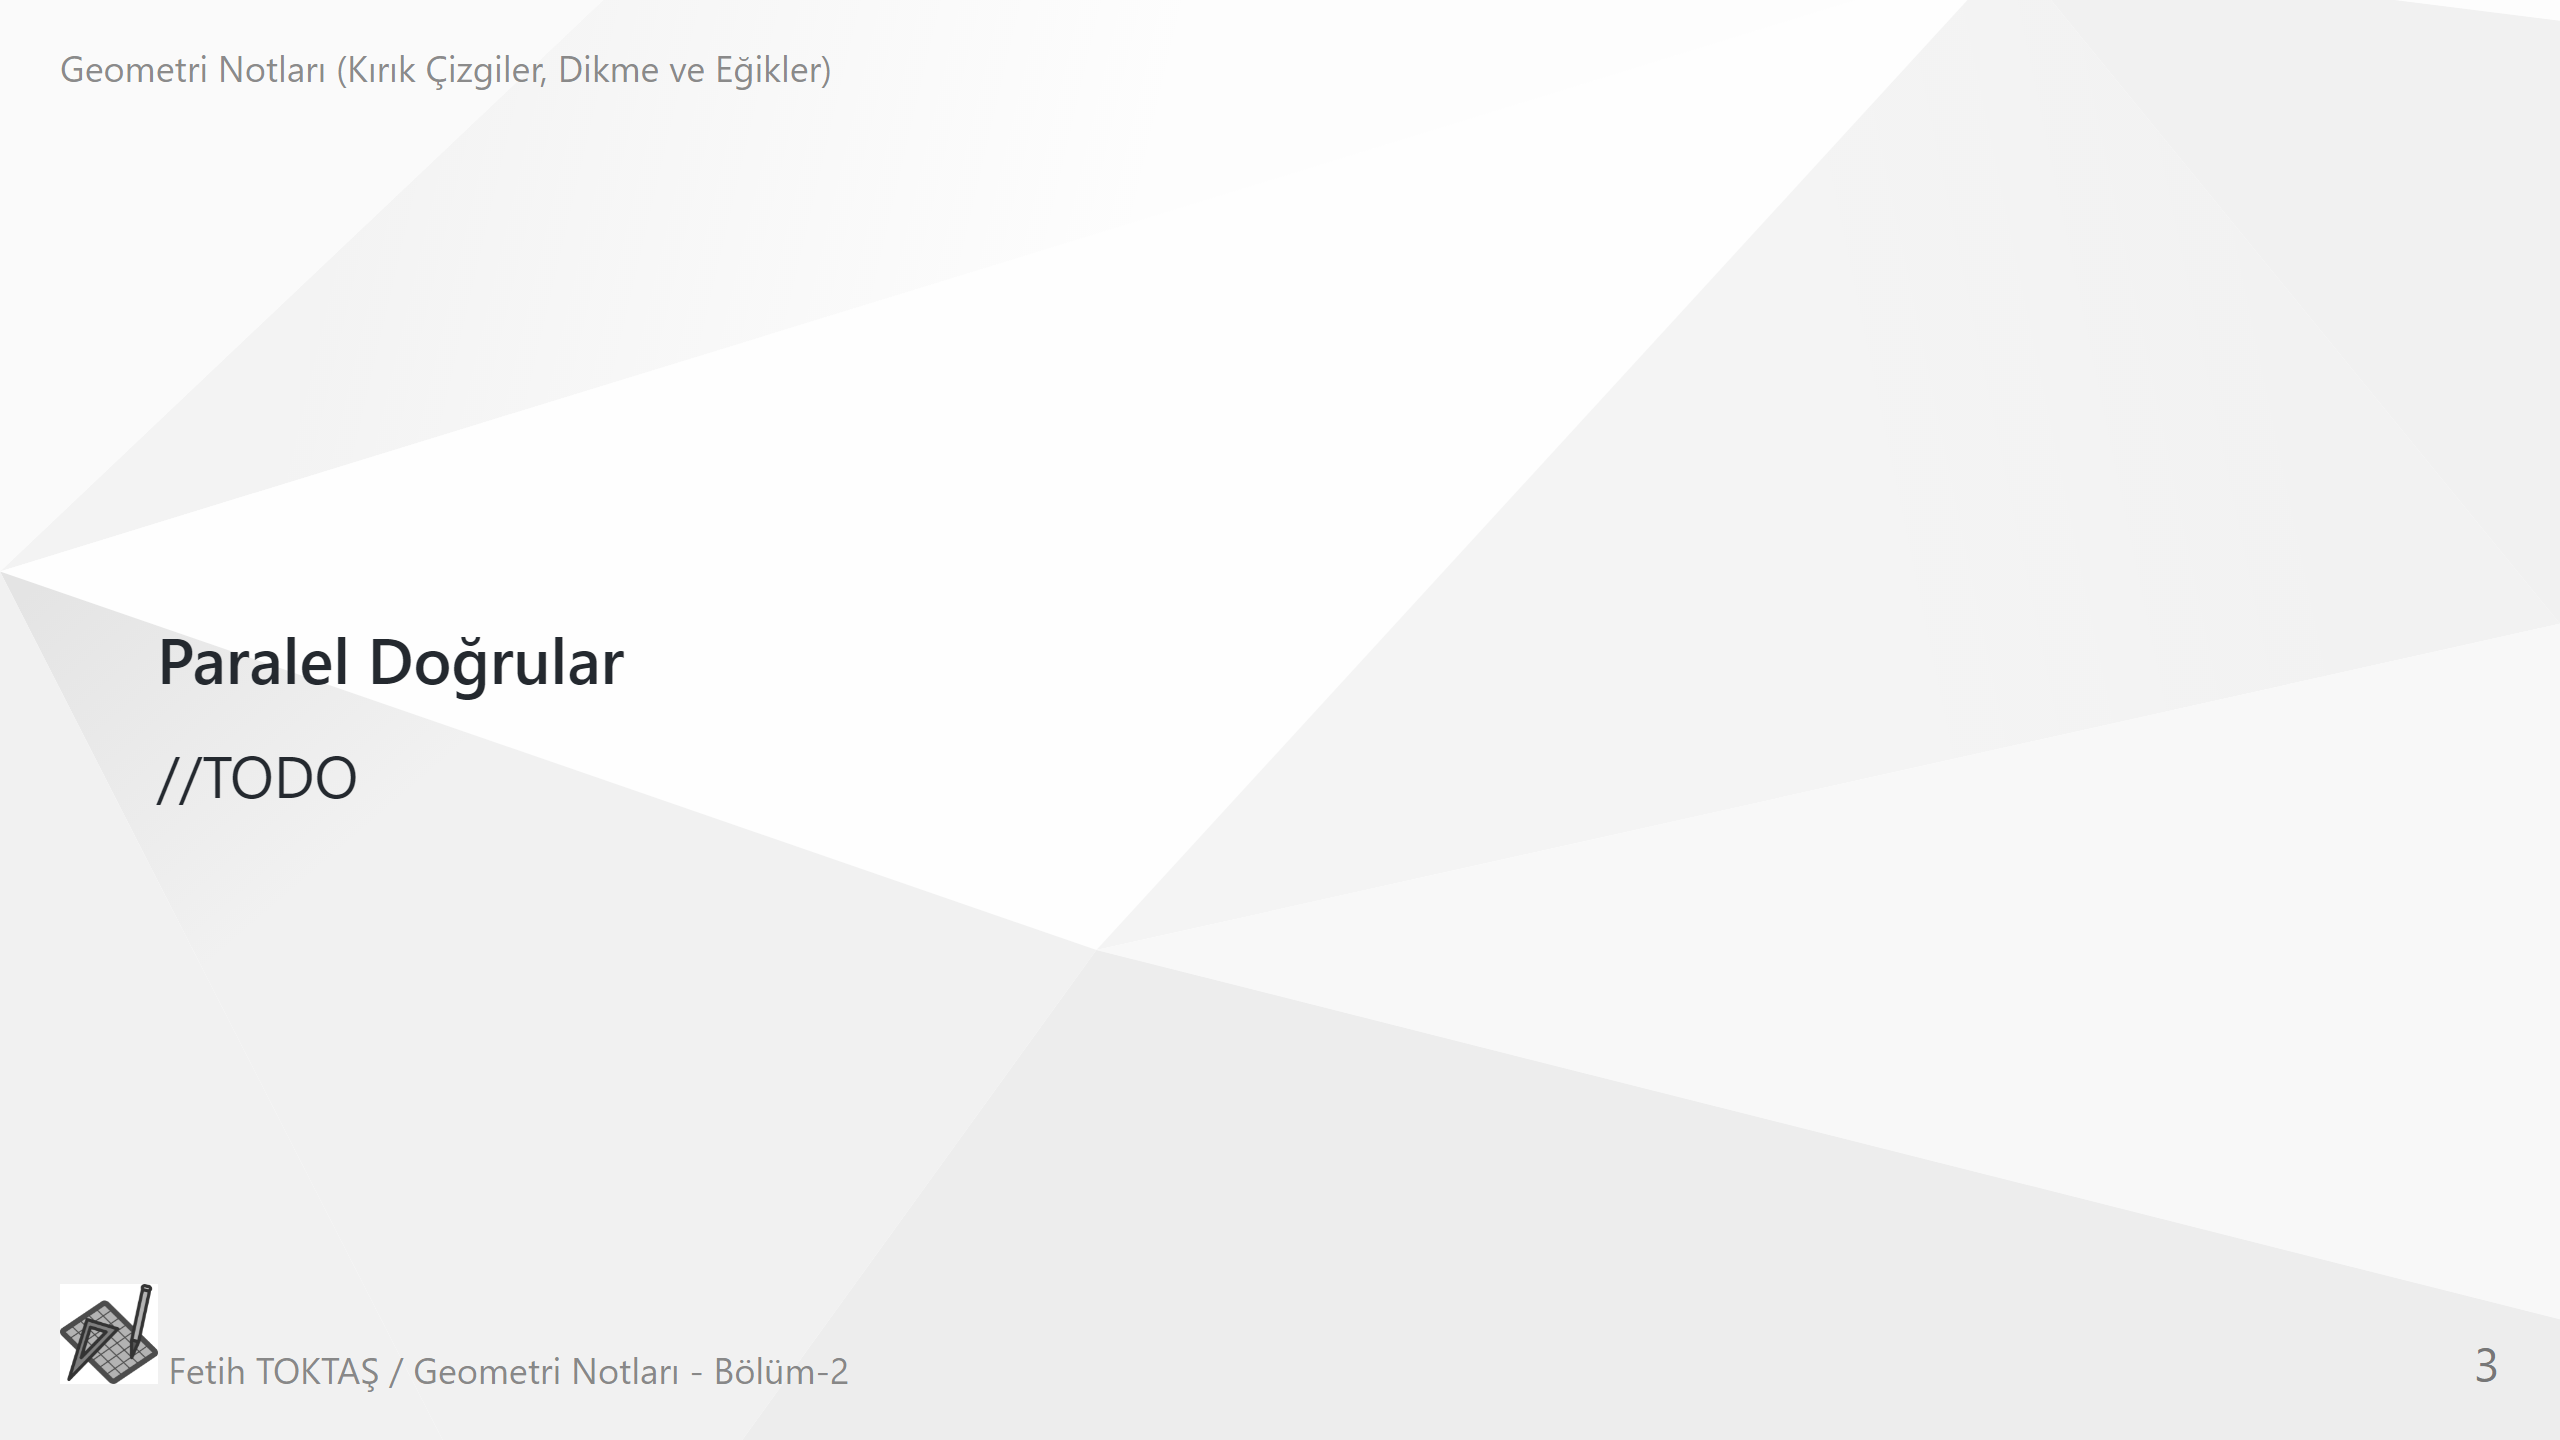 Geometri Notları (Kırık Çizgiler, Dikme ve Eğikler)
Paralel Doğrular
//TODO
Fetih TOKTAŞ / Geometri Notları - Bölüm-2
3